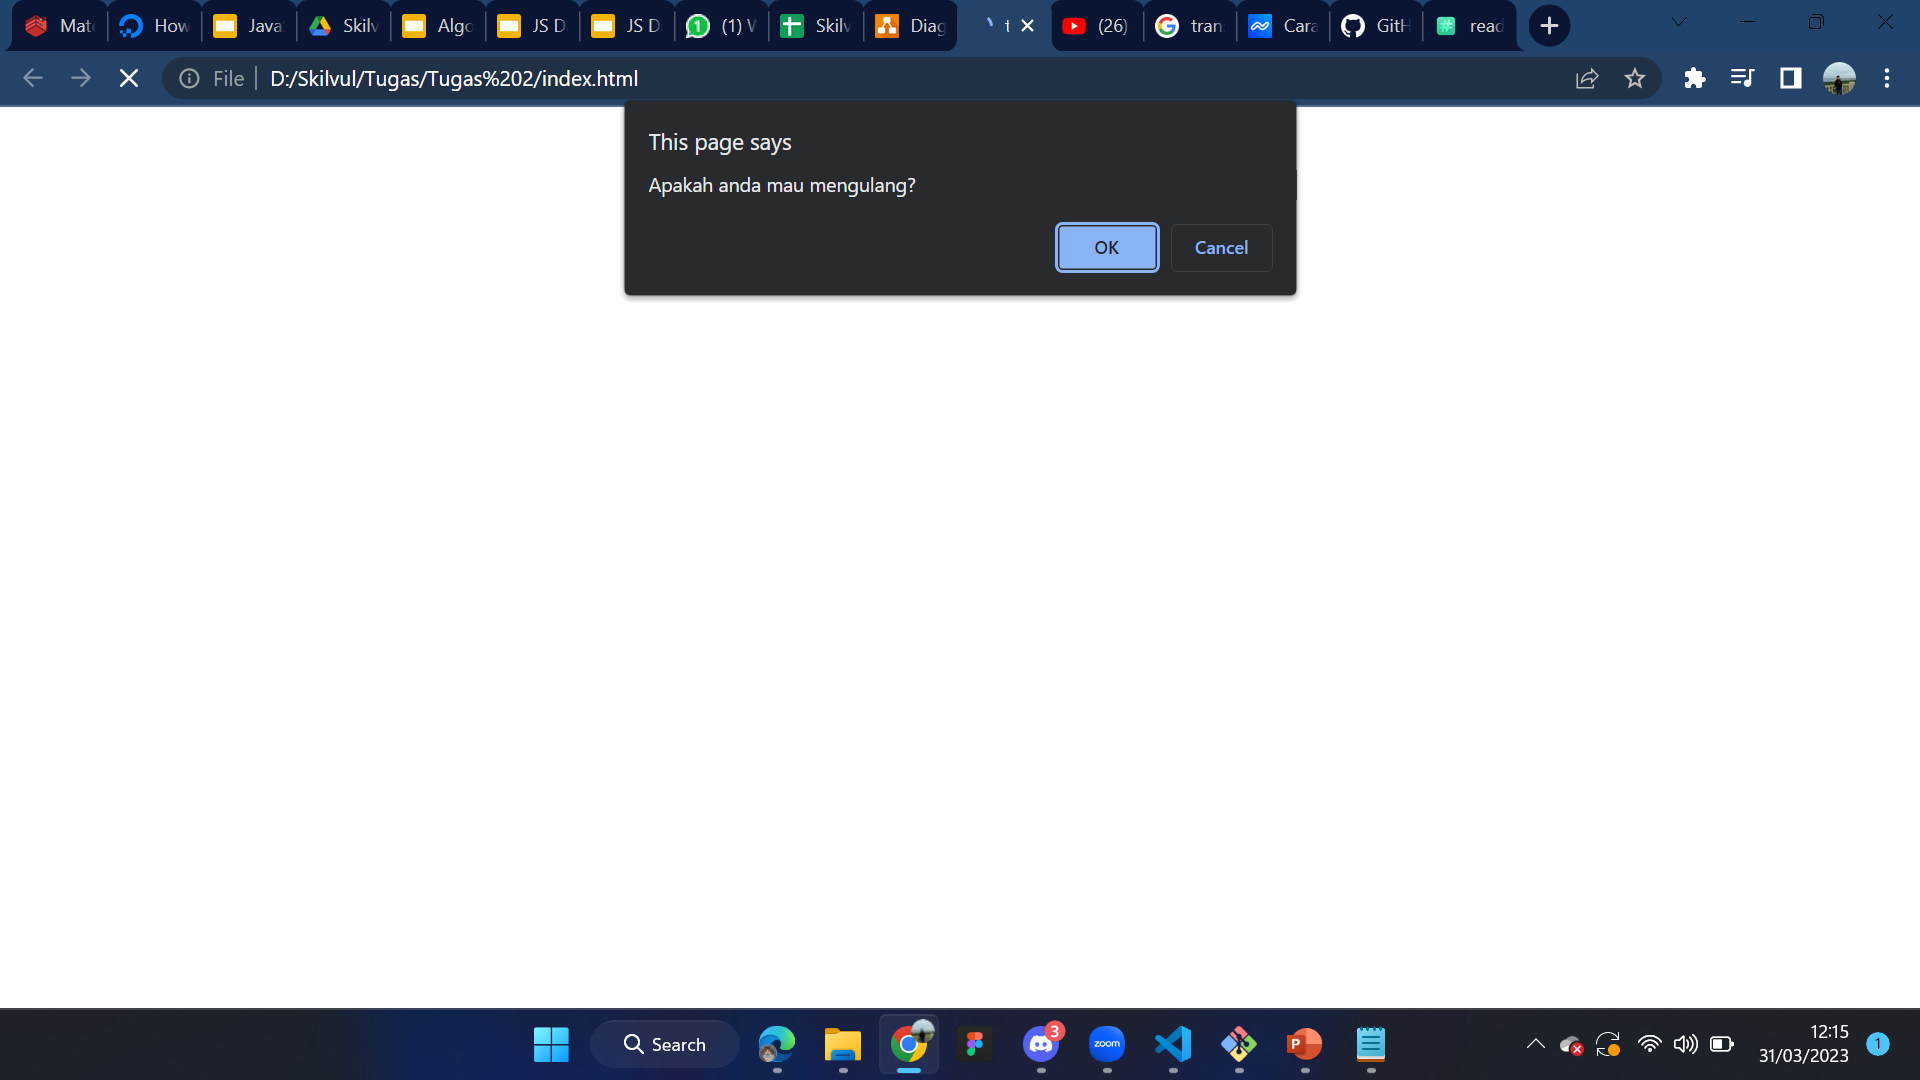 Mat
How
Java
Skilv
Algo
JS D
JS D
(1) W
Skilv
Diag
t
(26)
tran
Cara
GitH
read
File
D:/Skilvul/Tugas/Tugas%202/index.html
This page says
Apakah anda mau mengulang?
OK
Cancel
Search
3
zoom
P
12:15
31/03/2023
1